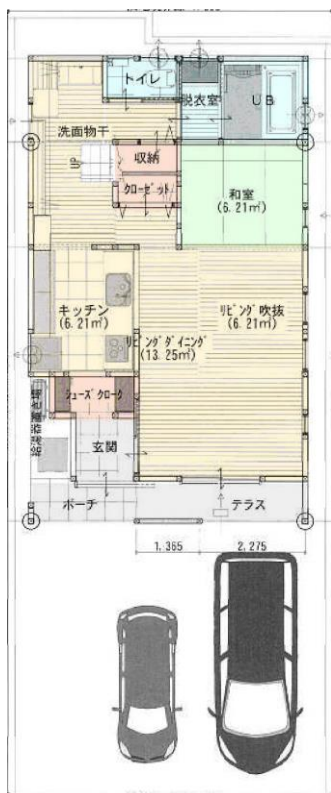 トイレ
脱衣室
UB
洗面物干
収納
UP
クローゼット
和室
(6.21㎡)
キッチン
(6.21㎡)
リビング吹抜
(6.21㎡)
リビングダイニング
(13.25㎡)
シューズクローク
玄関
ポーチ
テラス
1,365
2,275